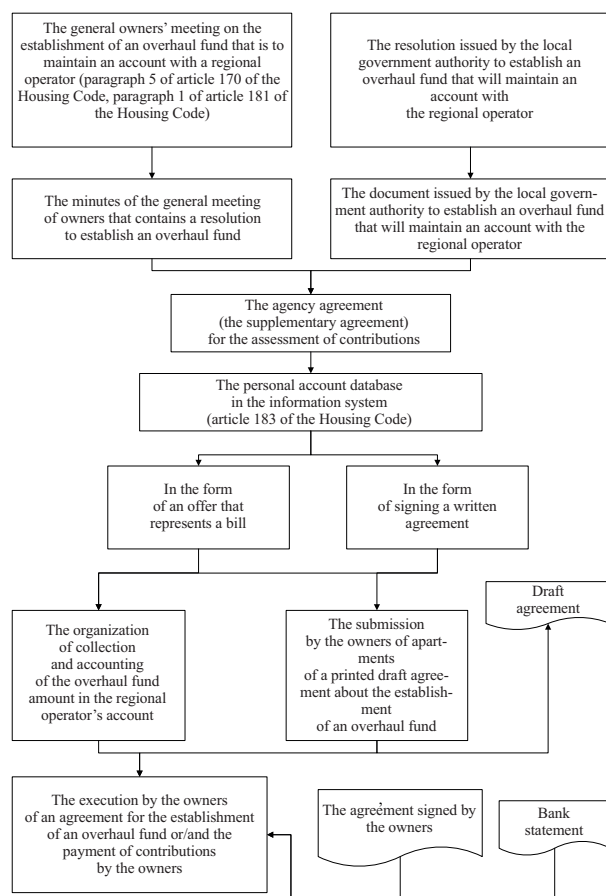 The general owners' meeting on the
establishment of an overhaul fund that is to
maintain an account with a regional
operator (paragraph 5 of article 170 of the
Housing Code, paragraph 1 of article 181 of
the Housing Code)
The resolution issued by the local
government authority to establish an
overhaul fund that will maintain an
account with
the regional operator
The minutes of the general meeting
of owners that contains a resolution
to establish an overhaul fund
The document issued by the local govern-
ment authority to establish an overhaul fund
that will maintain an account with the
regional operator
The agency agreement
(the supplementary agreement)
for the assessment of contributions
The personal account database
in the information system
(article 183 of the Housing Code)
In the form
of an offer that
represents a bill
In the form
of signing a written
agreement
Draft
agreement
The organization
of collection
and accounting
of the overhaul fund
amount in the regional
operator's account
The submission
by the owners of apart-
ments
of a printed draft agree-
ment about the establish-
ment
of an overhaul fund
The execution by the owners
of an agreement for the establishment
of an overhaul fund or/and the
payment of contributions
by the owners
The agreement signed by
the owners
Bank
statement